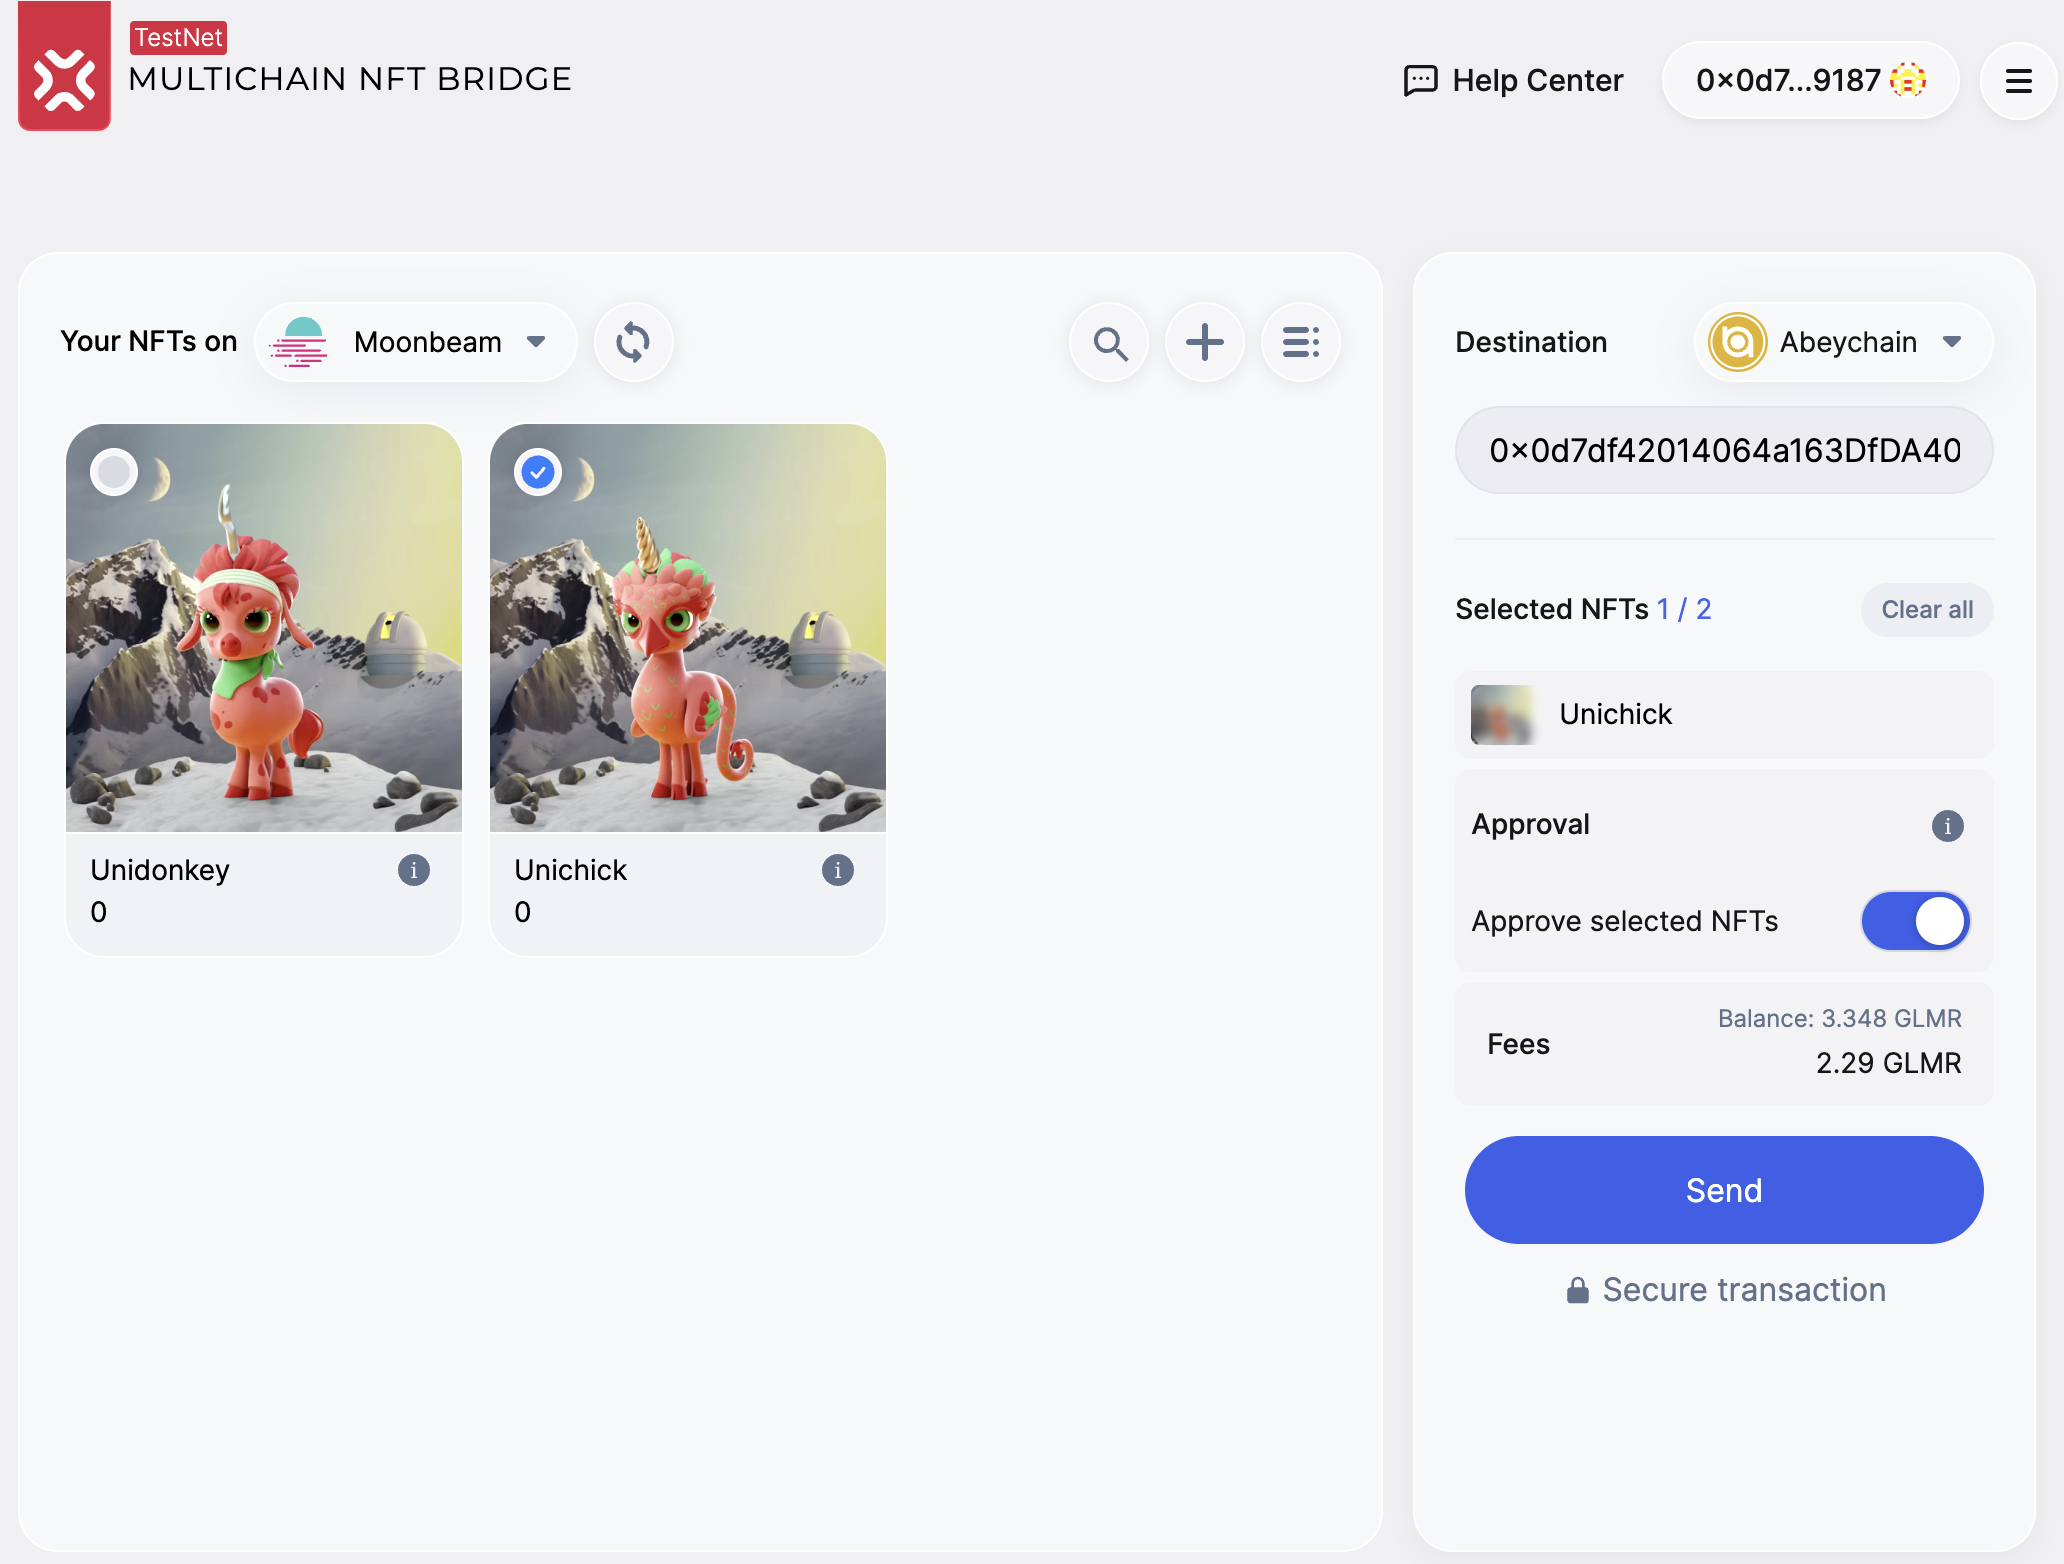 TestNet
MULTICHAIN NFT BRIDGE
Help Center
0×0d7...9187
Your NFTs on
Moonbeam
Destination
Abeychain
0×0d7df42014064a163DfDA40
Selected NFTs 1 / 2
Clear all
Unichick
Approval
Approve selected NFTs
Unidonkey
0
Unichick
0
Fees
Balance: 3.348 GLMR
2.29 GLMR
Send
Secure transaction